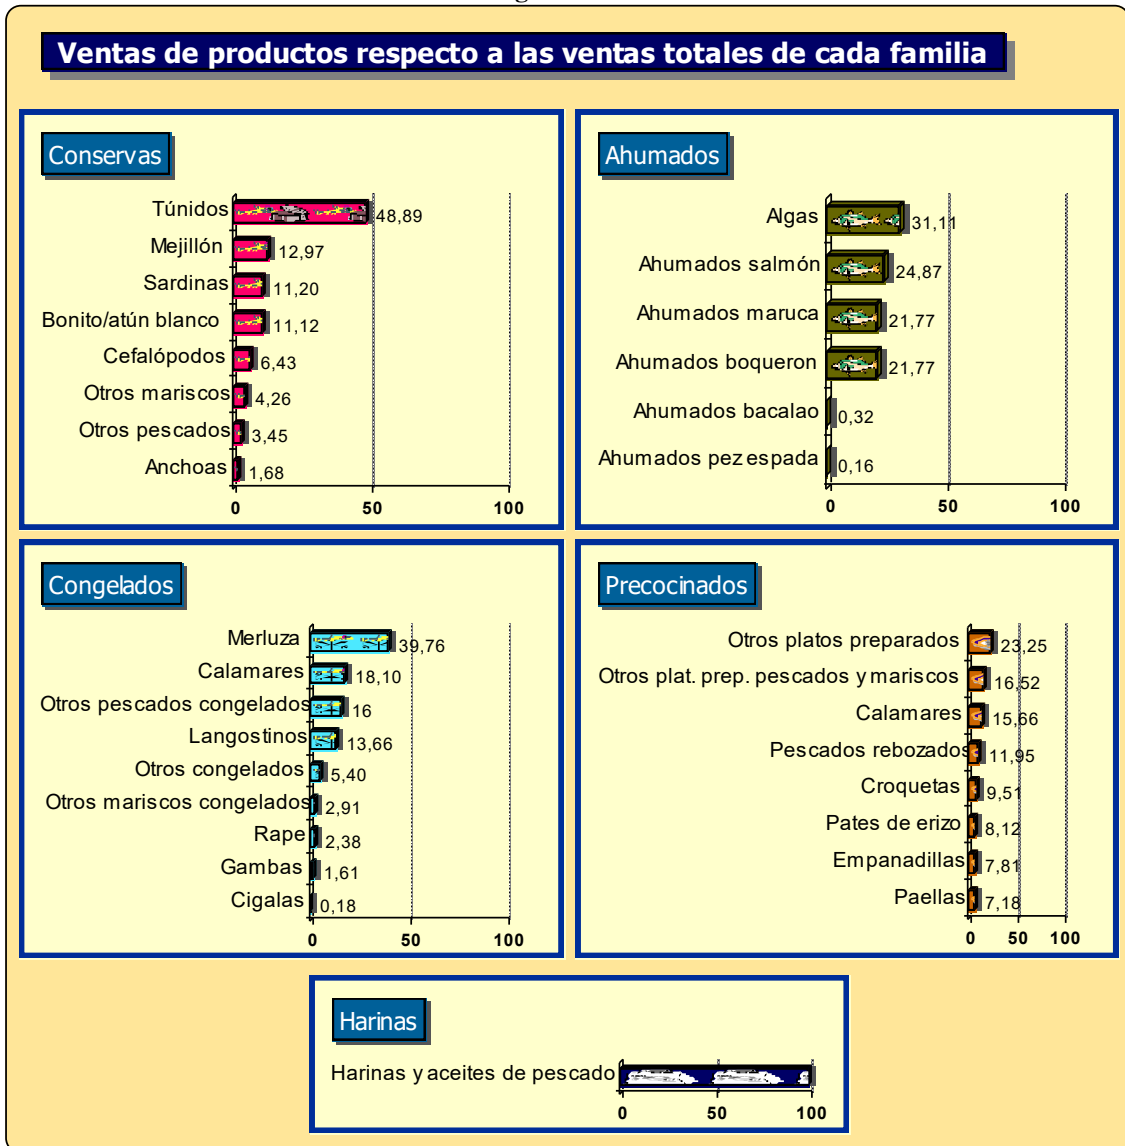 Ventas de productos respecto a las ventas totales de cada familia
Conservas
Túnidos 48,89
Mejillón 12,97
Sardinas 11,20
Bonito/atún blanco 11,12
Cefalópodos 6,43
Otros mariscos 4,26
Otros pescados 3,45
Anchoas 1,68
0 50 100
Ahumados
Algas 31,11
Ahumados salmón 24,87
Ahumados maruca 21,77
Ahumados boqueron 21,77
Ahumados bacalao 0,32
Ahumados pez espada 0,16
0 50 100
Congelados
Merluza 39,76
Calamares 18,10
Otros pescados congelados 16
Langostinos 13,66
Otros congelados 5,40
Otros mariscos congelados 2,91
Rape 2,38
Gambas 1,61
Cigalas 0,18
0 50 100
Precocinados
Otros platos preparados 23,25
Otros plat. prep. pescados y mariscos 16,52
Calamares 15,66
Pescados rebozados 11,95
Croquetas 9,51
Pates de erizo 8,12
Empanadillas 7,81
Paellas 7,18
0 50 100
Harinas
Harinas y aceites de pescado
0 50 100